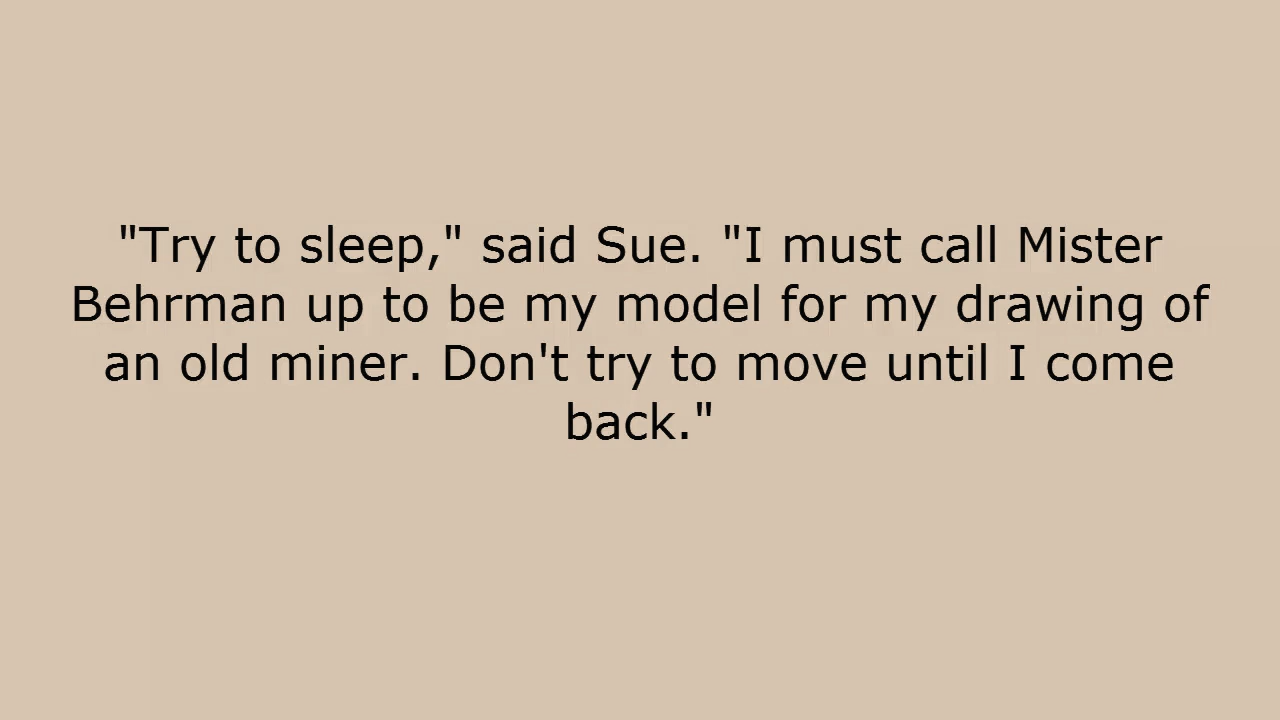 "Try to sleep," said Sue. "I must call Mister
Behrman up to be my model for my drawing of
an old miner. Don't try to move until I come
back."